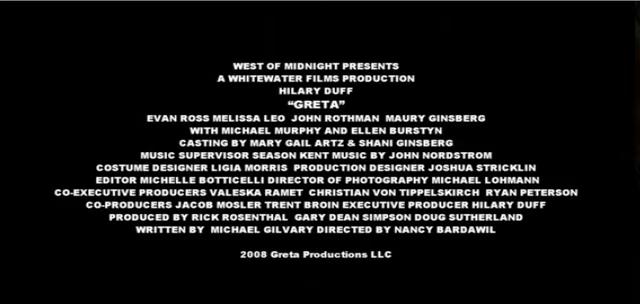 WEST OF MIDNIGHT PRESENTS
A WHITEWATER FILMS PRODUCTION
HILARY DUFF
“GRETA”
EVAN ROSS MELISSA LEO JOHN ROTHMAN MAURY GINSBERG
WITH MICHAEL MURPHY AND ELLEN BURSTYN
CASTING BY MARY GAIL ARTZ & SHANI GINSBERG
MUSIC SUPERVISOR SEASON KENT MUSIC BY JOHN NORDSTROM
COSTUME DESIGNER LIGIA MORRIS PRODUCTION DESIGNER JOSHUA STRICKLIN
EDITOR MICHELLE BOTTICELLI DIRECTOR OF PHOTOGRAPHY MICHAEL LOHMANN
CO-EXECUTIVE PRODUCERS VALESKA RAMET CHRISTIAN VON TIPPELSKIRCH RYAN PETERSON
CO-PRODUCERS JACOB MOSLER TRENT BROIN EXECUTIVE PRODUCER HILARY DUFF
PRODUCED BY RICK ROSENTHAL GARY DEAN SIMPSON DOUG SUTHERLAND
WRITTEN BY MICHAEL GILVARY DIRECTED BY NANCY BARDAWIL
2008 Greta Productions LLC